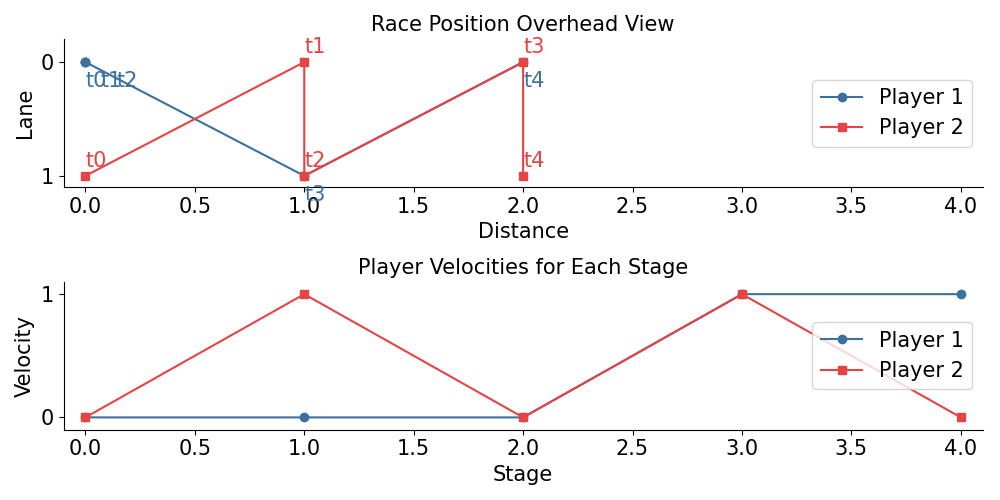 Race Position Overhead View
Lane
0
1
t0
t1
t2
t0
t1
t2
t3
t3
t4
t4
Player 1
Player 2
0.0 0.5 1.0 1.5 2.0 2.5 3.0 3.5 4.0
Distance
Player Velocities for Each Stage
Velocity
1
0
Player 1
Player 2
0.0 0.5 1.0 1.5 2.0 2.5 3.0 3.5 4.0
Stage